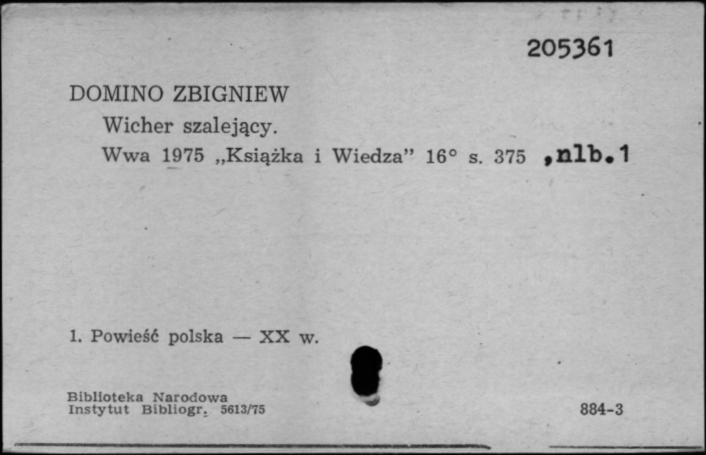 205361
DOMINO ZBIGNIEW
Wicher szalejący.
Wwa 1975 „Książka i Wiedza” 16° s. 375 ,nlb.1
1. Powieść polska — XX w.
Biblioteka Narodowa
Instytut Bibliogr. 5613/75
884-3